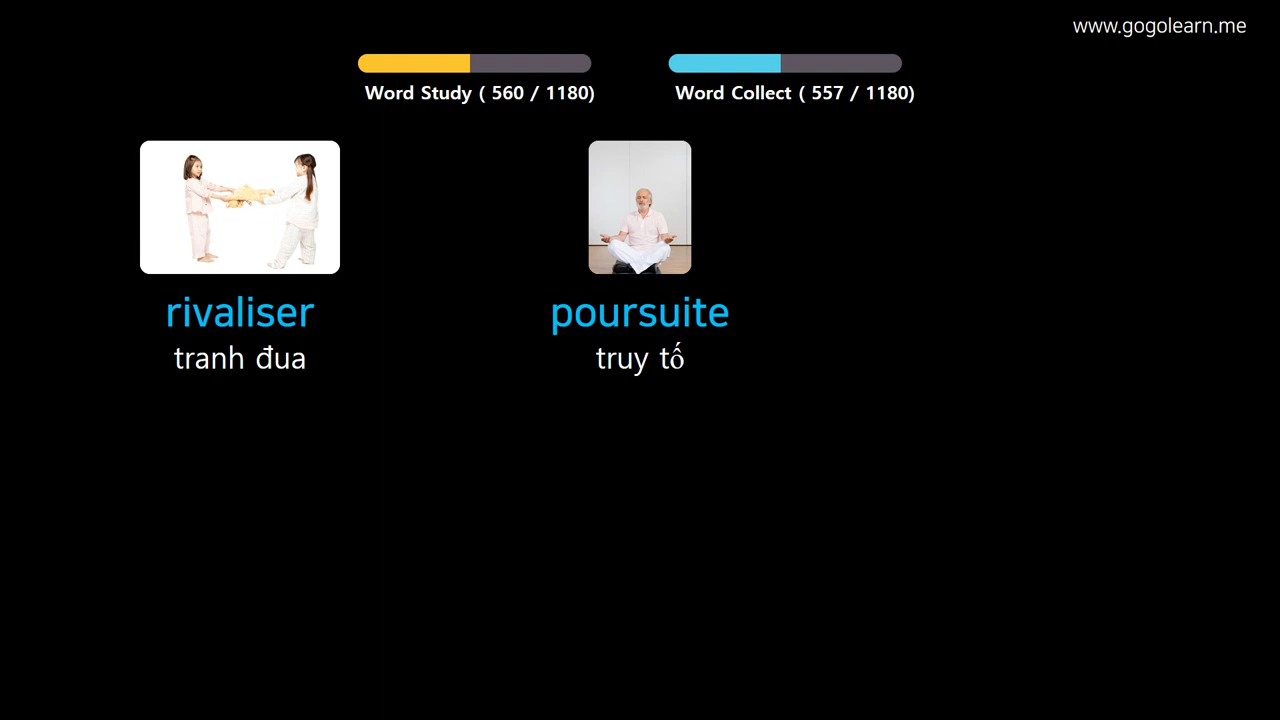 www.gogolearn.me
Word Study ( 560 / 1180)
Word Collect ( 557 / 1180)
rivaliser
tranh đua
poursuite
truy tố